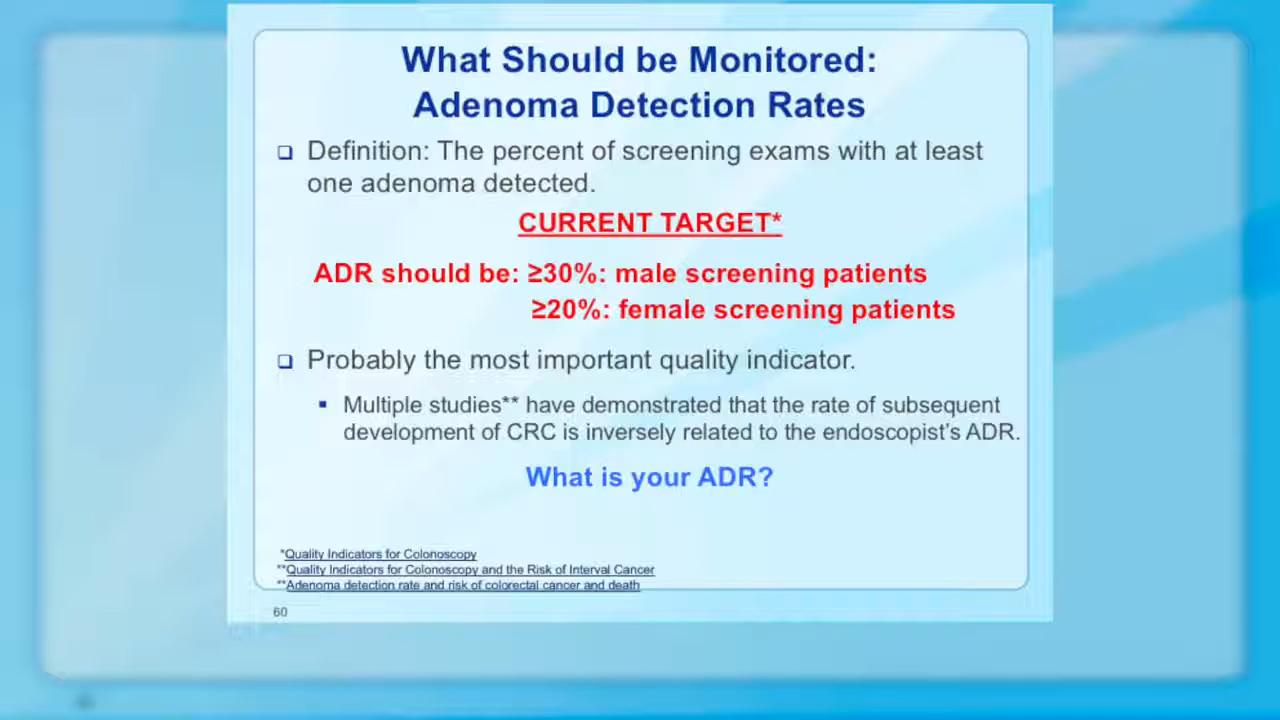 What Should be Monitored:
Adenoma Detection Rates
❑ Definition: The percent of screening exams with at least
one adenoma detected.
CURRENT TARGET*
ADR should be: ≥30%: male screening patients
≥20%: female screening patients
❑ Probably the most important quality indicator.
▪ Multiple studies** have demonstrated that the rate of subsequent
development of CRC is inversely related to the endoscopist’s ADR.
What is your ADR?
*Quality Indicators for Colonoscopy
**Quality Indicators for Colonoscopy and the Risk of Interval Cancer
**Adenoma detection rate and risk of colorectal cancer and death
60